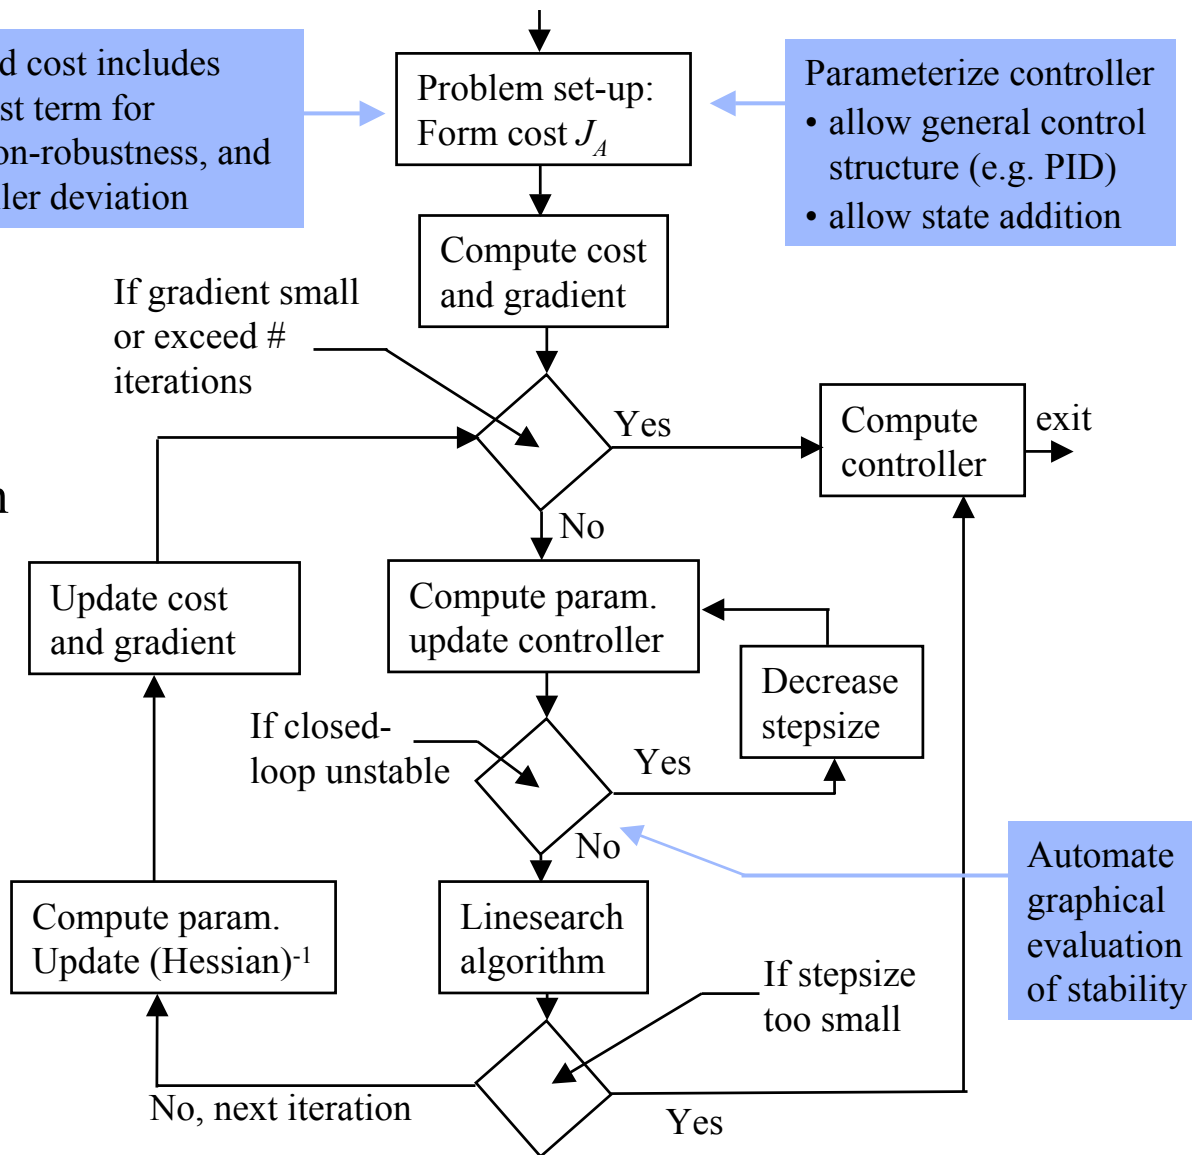 d cost includes
st term for
on-robustness, and
ler deviation
Problem set-up:
Form cost J_A
Parameterize controller
• allow general control
structure (e.g. PID)
• allow state addition
Compute cost
and gradient
If gradient small
or exceed #
iterations
Yes
Compute
controller
exit
n
No
Update cost
and gradient
Compute param.
update controller
Decrease
stepsize
If closed-
loop unstable
Yes
No
Automate
graphical
evaluation
of stability
Compute param.
Update (Hessian)⁻¹
Linesearch
algorithm
If stepsize
too small
No, next iteration
Yes